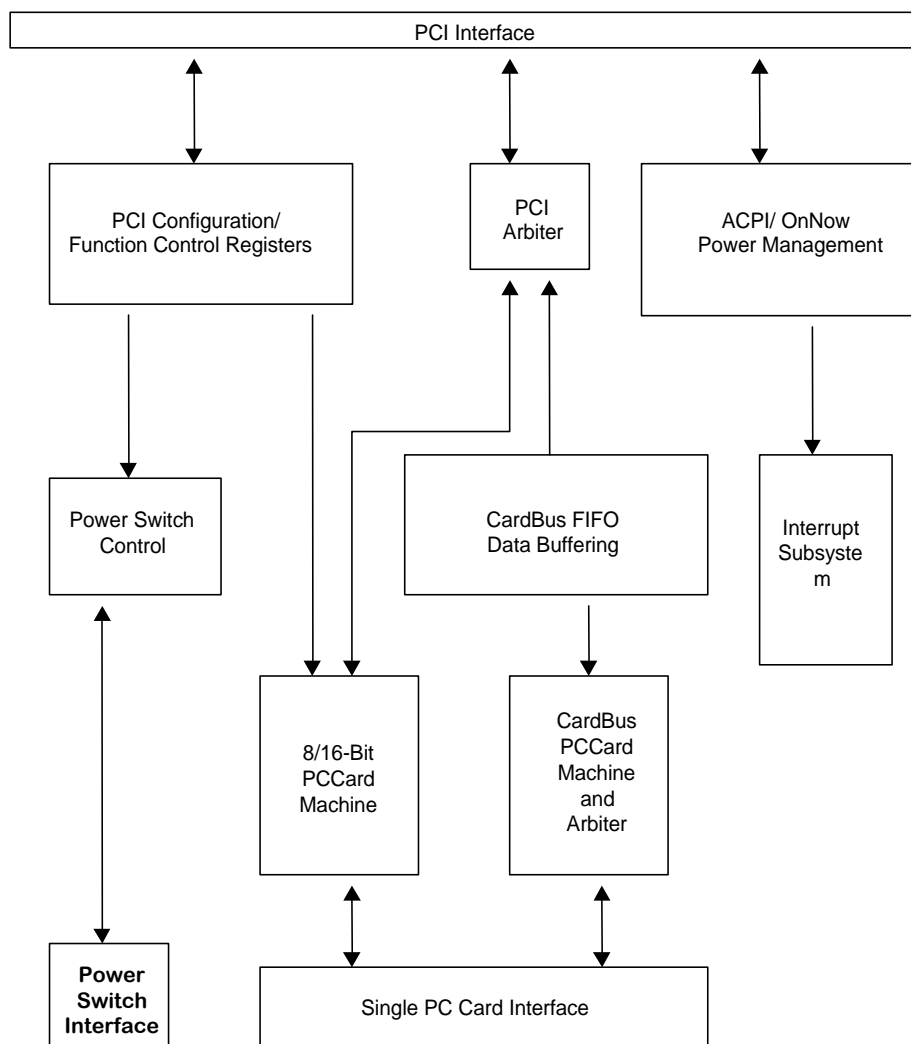 PCI Interface
PCI Configuration/
Function Control Registers
PCI
Arbiter
ACPI/ OnNow
Power Management
Power Switch
Control
CardBus FIFO
Data Buffering
Interrupt
Subsyste
m
8/16-Bit
PCCard
Machine
CardBus
PCCard
Machine
and
Arbiter
Power
Switch
Interface
Single PC Card Interface